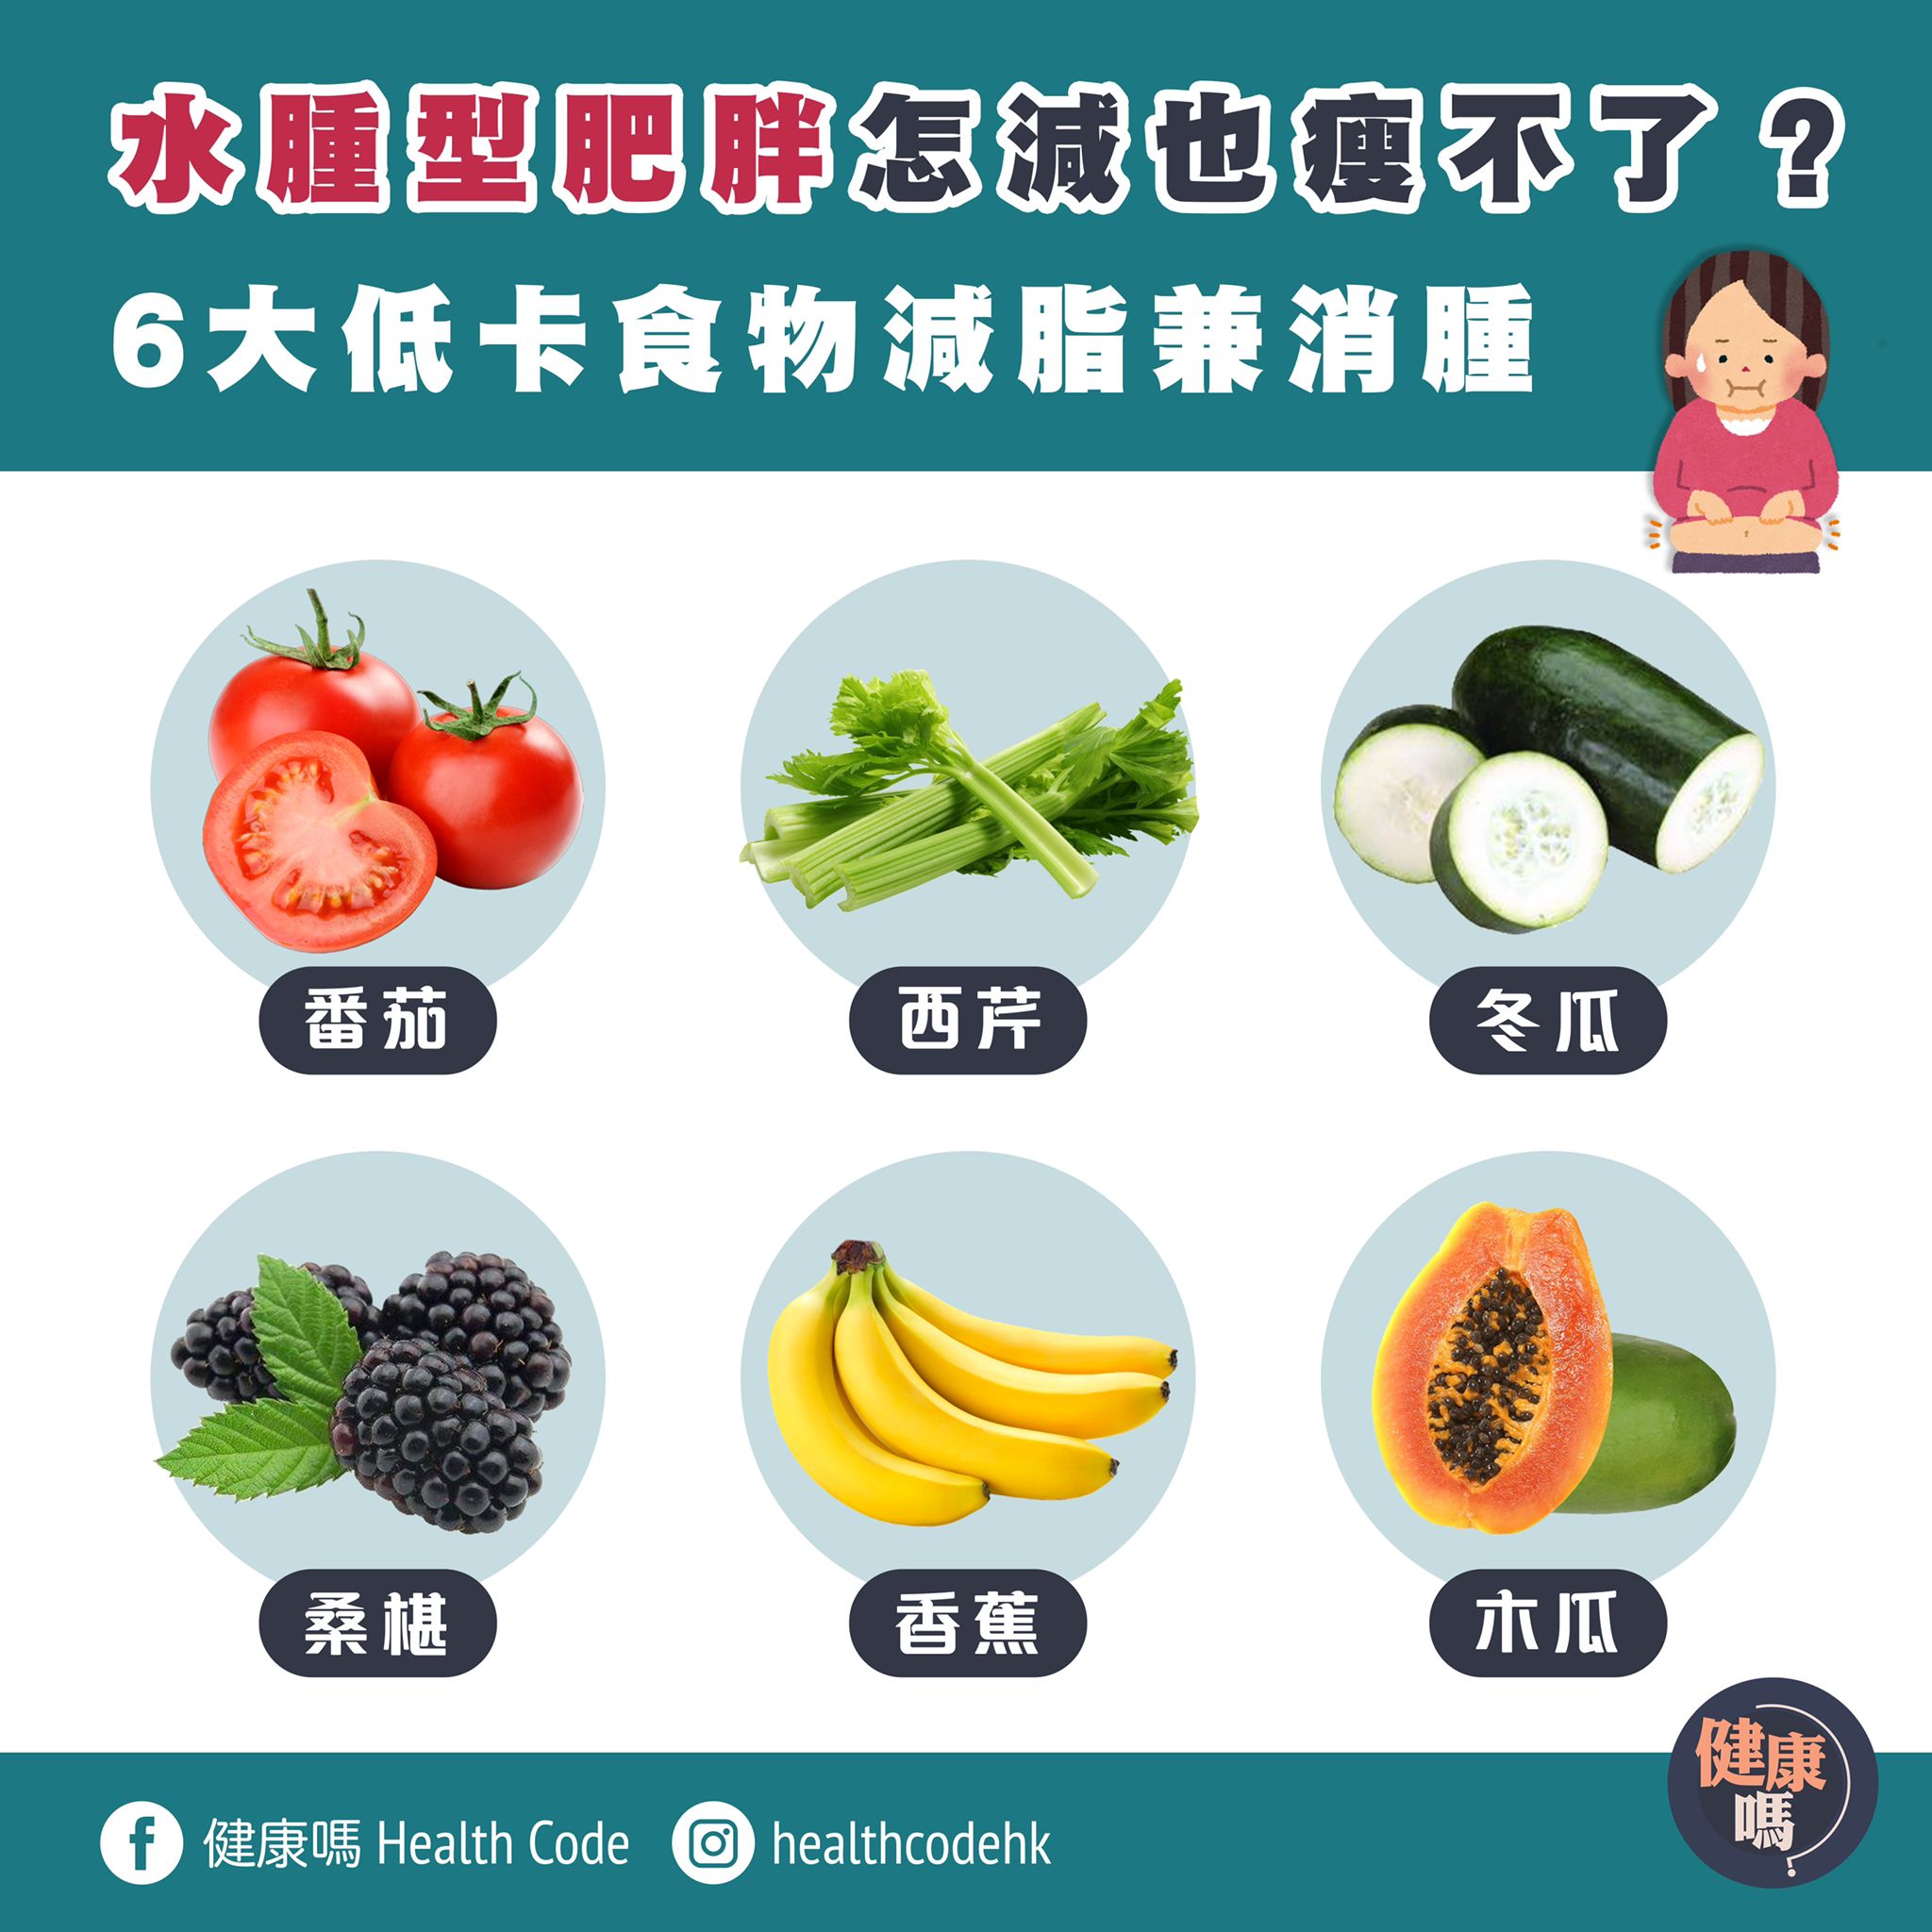 水腫型肥胖怎減也瘦不了？
6大低卡食物減脂兼消腫
番茄
西芹
冬瓜
桑椹
香蕉
木瓜
健康
嗎?
健康嗎 Health Code
healthcodehk